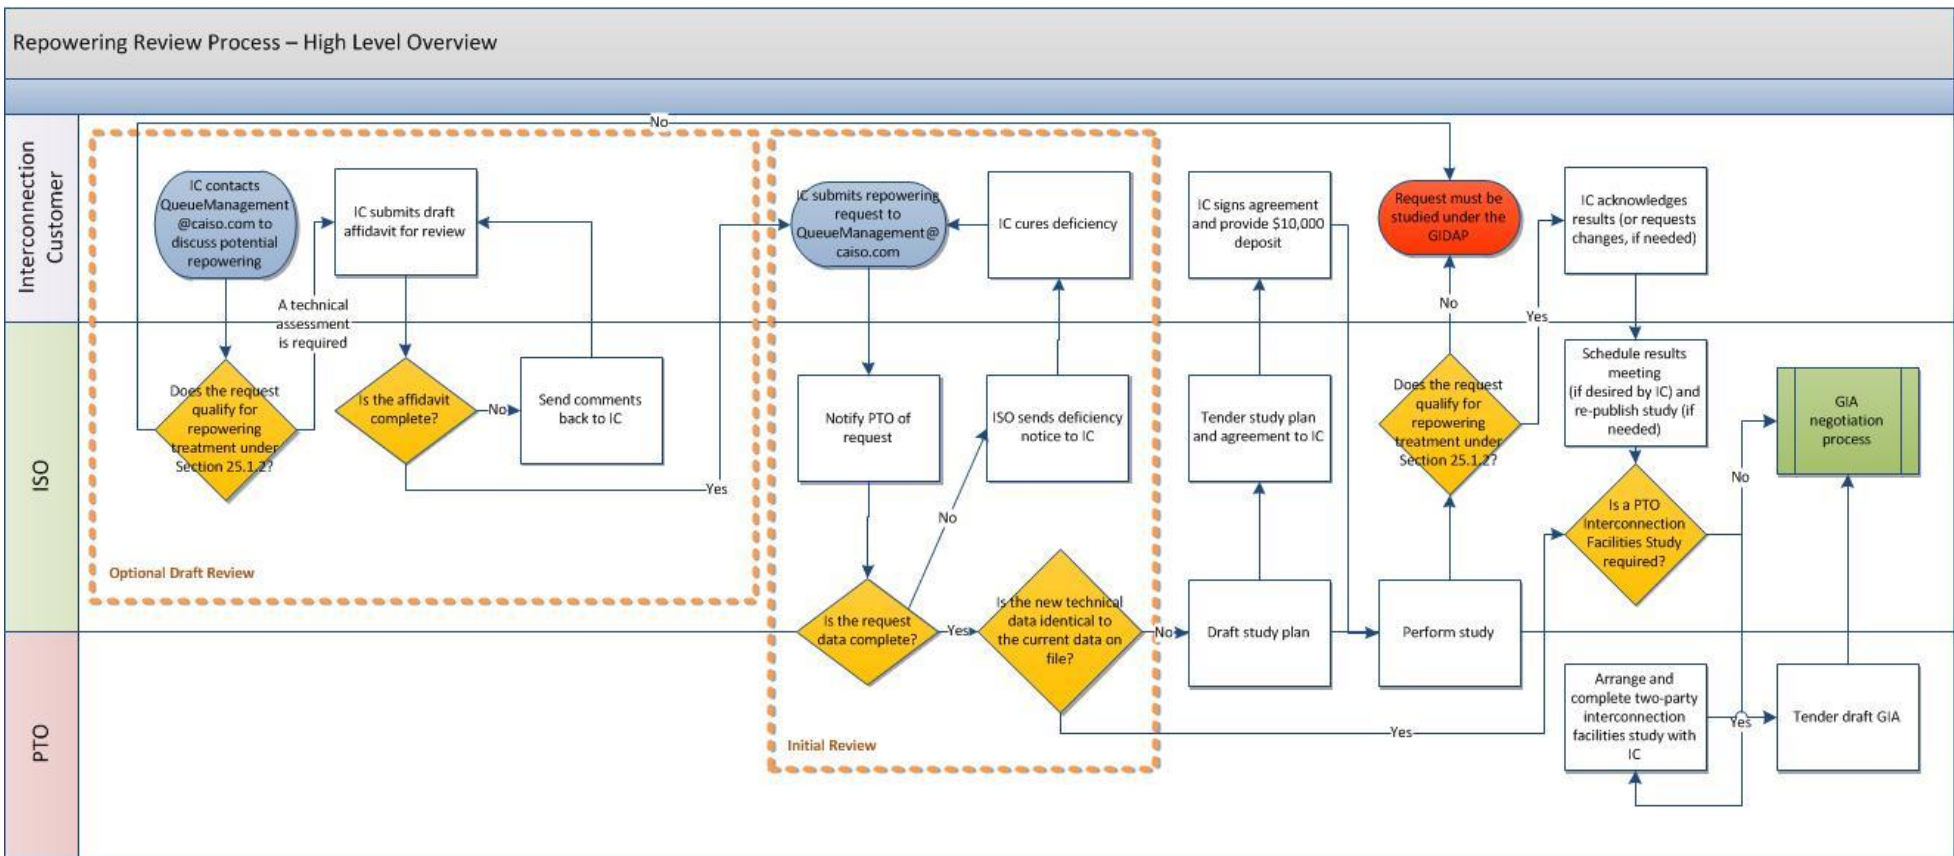 Repowering Review Process – High Level Overview
Interconnection
Customer
ISO
PTO
No
IC contacts
QueueManagement
@caiso.com to
discuss potential
repowering
A technical
assessment
is required
IC submits draft
affidavit for review
Does the request
qualify for
repowering
treatment under
Section 25.1.2?
Is the affidavit
complete?
No
Send comments
back to IC
Yes
Optional Draft Review
IC submits repowering
request to
QueueManagement@
caiso.com
IC cures deficiency
Notify PTO of
request
ISO sends deficiency
notice to IC
No
Is the request
data complete?
Yes
Is the new technical
data identical to
the current data on
file?
No
Yes
Initial Review
IC signs agreement
and provide $10,000
deposit
Tender study plan
and agreement to IC
Draft study plan
Request must be
studied under the
GIDAP
No
Does the request
qualify for
repowering
treatment under
Section 25.1.2?
Yes
Perform study
IC acknowledges
results (or requests
changes, if needed)
Schedule results
meeting
(if desired by IC) and
re-publish study (if
needed)
Is a PTO
Interconnection
Facilities Study
required?
No
Yes
Arrange and
complete two-party
interconnection
facilities study with
IC
GIA
negotiation
process
Tender draft GIA